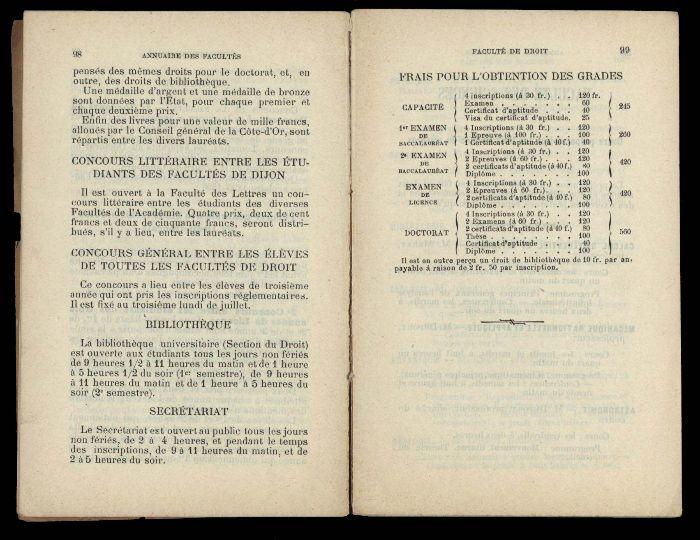 98
ANNUAIRE DES FACULTÉS
pensés des mêmes droits pour le doctorat, et, en
outre, des droits de bibliothèque.
Une médaille d'argent et une médaille de bronze
sont données par l'Etat, pour chaque premier et
chaque deuxième prix.
Enfin des livres pour une valeur de mille francs,
alloués par le Conseil général de la Côte-d'Or, sont
répartis entre les divers lauréats.
CONCOURS LITTÉRAIRE ENTRE LES ÉTU-
DIANTS DES FACULTÉS DE DIJON
Il est ouvert à la Faculté des Lettres un con-
cours littéraire entre les étudiants des diverses
Facultés de l'Académie. Quatre prix, deux de cent
francs et deux de cinquante francs, seront distri-
bués, s'il y a lieu, entre les lauréats.
CONCOURS GÉNÉRAL ENTRE LES ÉLÈVES
DE TOUTES LES FACULTÉS DE DROIT
Ce concours a lieu entre les élèves de troisième
année qui ont pris les inscriptions réglementaires.
Il est fixé au troisième lundi de juillet.
BIBLIOTHÈQUE
La bibliothèque universitaire (Section du Droit)
est ouverte aux étudiants tous les jours non fériés
de 9 heures 1/2 à 11 heures du matin et de 1 heure
à 5 heures 1/2 du soir (1er semestre), de 9 heures
à 11 heures du matin et de 1 heure à 5 heures du
soir (2e semestre).
SECRÉTARIAT
Le Secrétariat est ouvert au public tous les jours
non fériés, de 2 à 4 heures, et pendant le temps
des inscriptions, de 9 à 11 heures du matin, et de
2 à 5 heures du soir.
FACULTÉ DE DROIT
99
FRAIS POUR L'OBTENTION DES GRADES
CAPACITÉ
4 inscriptions (à 30 fr.) . . 120 fr.
Examen . . . . . . . 60
Certificat d'aptitude . . . 40
Visa du certificat d'aptitude. 25
245
1er EXAMEN
DE
BACCALAURÉAT
4 Inscriptions (à 30 fr.) . . 120
1 Epreuve (à 100 fr.) . . . 100
1 Certificat d'aptitude (à 40 f.) 40
260
2e EXAMEN
DE
BACCALAURÉAT
4 Inscriptions (à 30 fr.) . . 120
2 Epreuves (à 60 fr.) . . . 120
2 certificats d'aptitude (à 40 f.) 80
Diplôme . . . . . . . 100
420
EXAMEN
DE
LICENCE
4 Inscriptions (à 30 fr.) . . 120
2 Epreuves (à 60 fr.) . . . 120
2 certificats d'aptitude (à 40 f.) 80
Diplôme . . . . . . . 100
420
DOCTORAT
4 Inscriptions (à 30 fr.) . . 120
2 Examens (à 60 fr.) . . . 120
2 certificats d'aptitude (à 40 f.) 80
Thèse . . . . . . . . 100
Certificat d'aptitude . . . 40
Diplôme . . . . . . . 100
560
Il est en outre perçu un droit de bibliothèque de 10 fr. par an,
payable à raison de 2 fr. 50 par inscription.